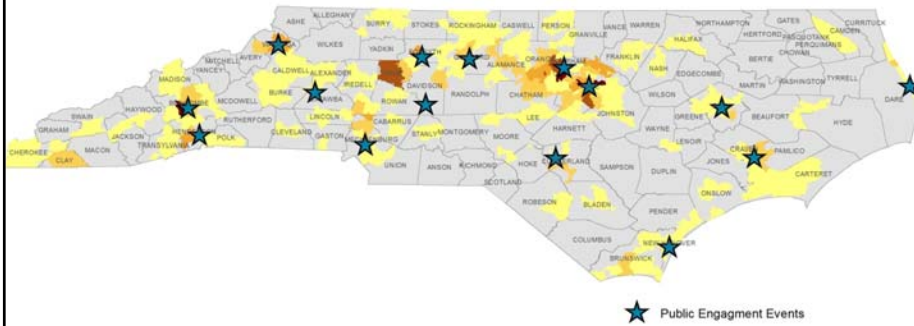 ASHE
ALLEGHANY
SURRY
STOKES
ROCKINGHAM
CASWELL
PERSON
GRANVILLE
VANCE
WARREN
NORTHAMPTON
GATES
CURRITUCK
PASQUOTANK
CAMDEN
PERQUIMANS
CHOWAN
HERTFORD
HALIFAX
BERTIE
WILKES
YADKIN
ALAMANCE
FRANKLIN
NASH
EDGECOMBE
MARTIN
WASHINGTON
TYRRELL
DARE
MITCHELL
AVERY
YANCEY
MADISON
CALDWELL
ALEXANDER
IREDELL
DAVIDSON
RANDOLPH
CHATHAM
WILSON
BURKE
MCDOWELL
HAYWOOD
SWAIN
GRAHAM
CHEROKEE
CLAY
MACON
JACKSON
TRANSYLVANIA
POLK
RUTHERFORD
CLEVELAND
LINCOLN
GASTON
ROWAN
CABARRUS
STANLY
MONTGOMERY
MOORE
LEE
HARNETT
JOHNSTON
WAYNE
GREENE
BEAUFORT
HYDE
LENOIR
JONES
PAMLICO
CARTERET
UNION
ANSON
RICHMOND
HOKE
SCOTLAND
SAMPSON
DUPLIN
ONSLOW
ROBESON
BLADEN
PENDER
COLUMBUS
BRUNSWICK
Public Engagment Events